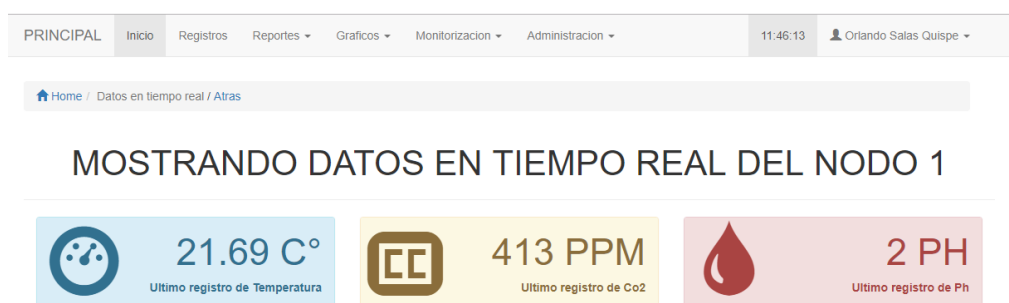 PRINCIPAL Inicio Registros Reportes Graficos Monitorizacion Administracion 11:46:13 Orlando Salas Quispe
Home / Datos en tiempo real / Atras
MOSTRANDO DATOS EN TIEMPO REAL DEL NODO 1
21.69 C°
Ultimo registro de Temperatura
CC
413 PPM
Ultimo registro de Co2
2 PH
Ultimo registro de Ph